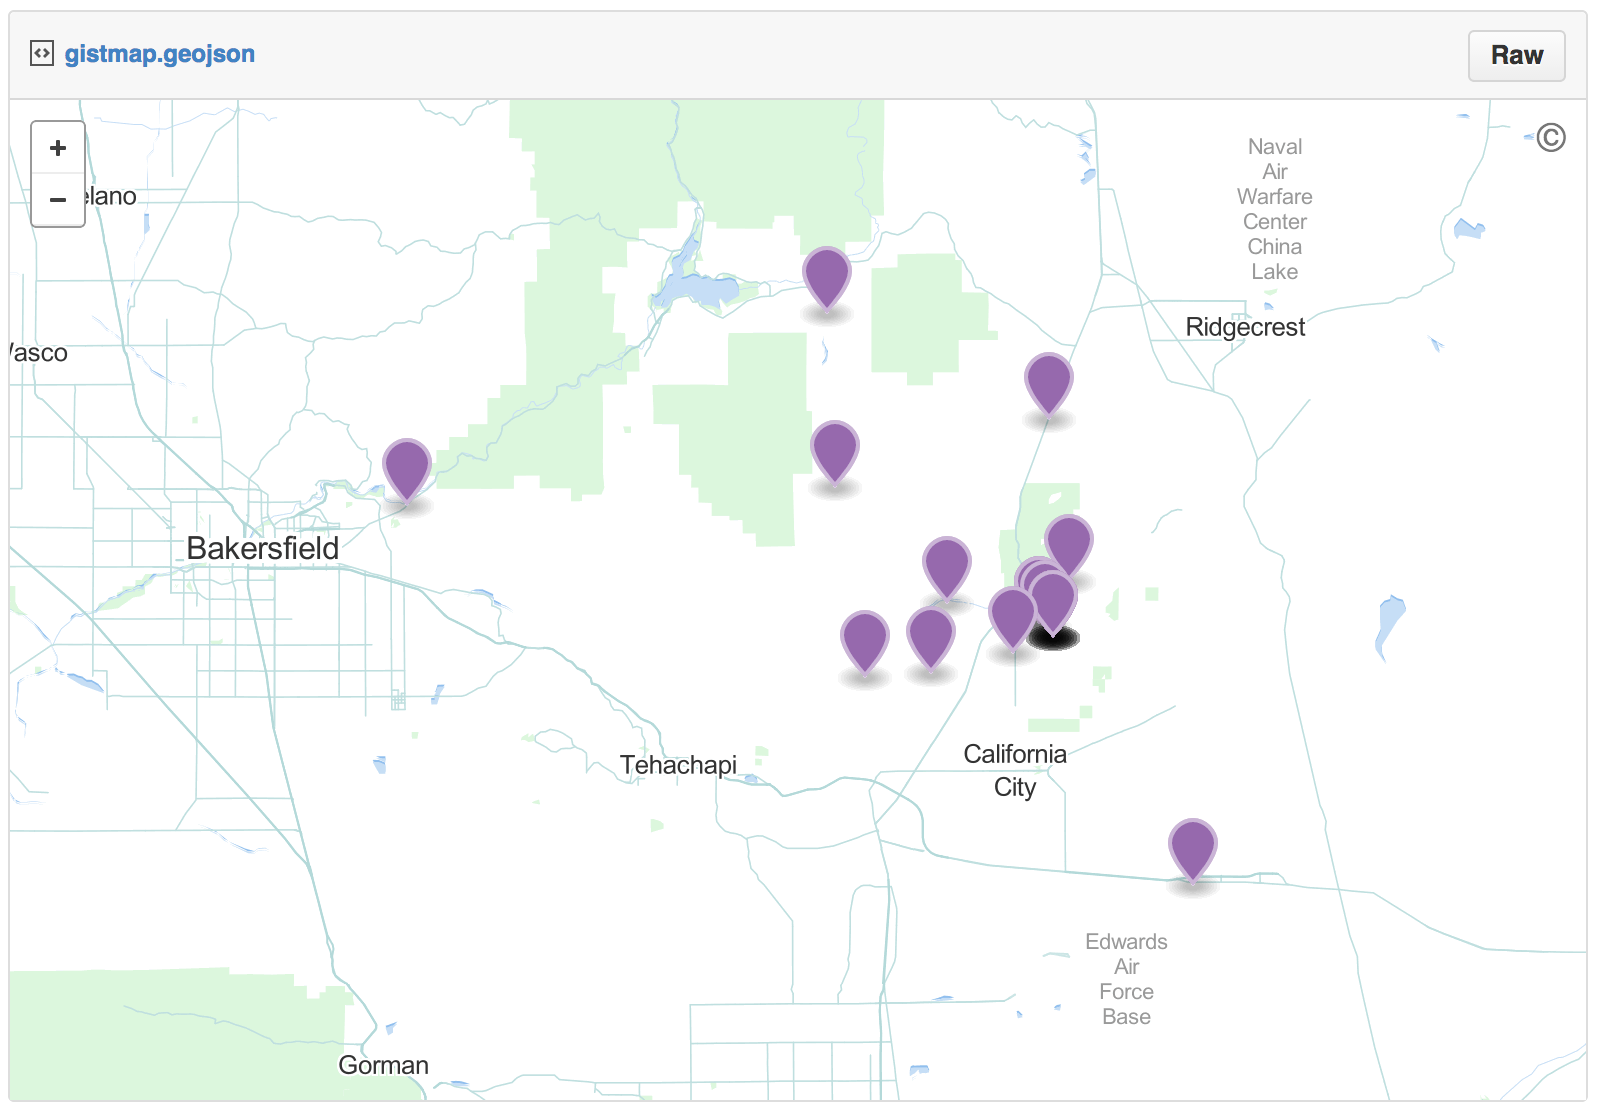 gistmap.geojson
Raw
+
−
elano
©
Naval
Air
Warfare
Center
China
Lake
Ridgecrest
asco
Bakersfield
Tehachapi
California
City
Edwards
Air
Force
Base
Gorman